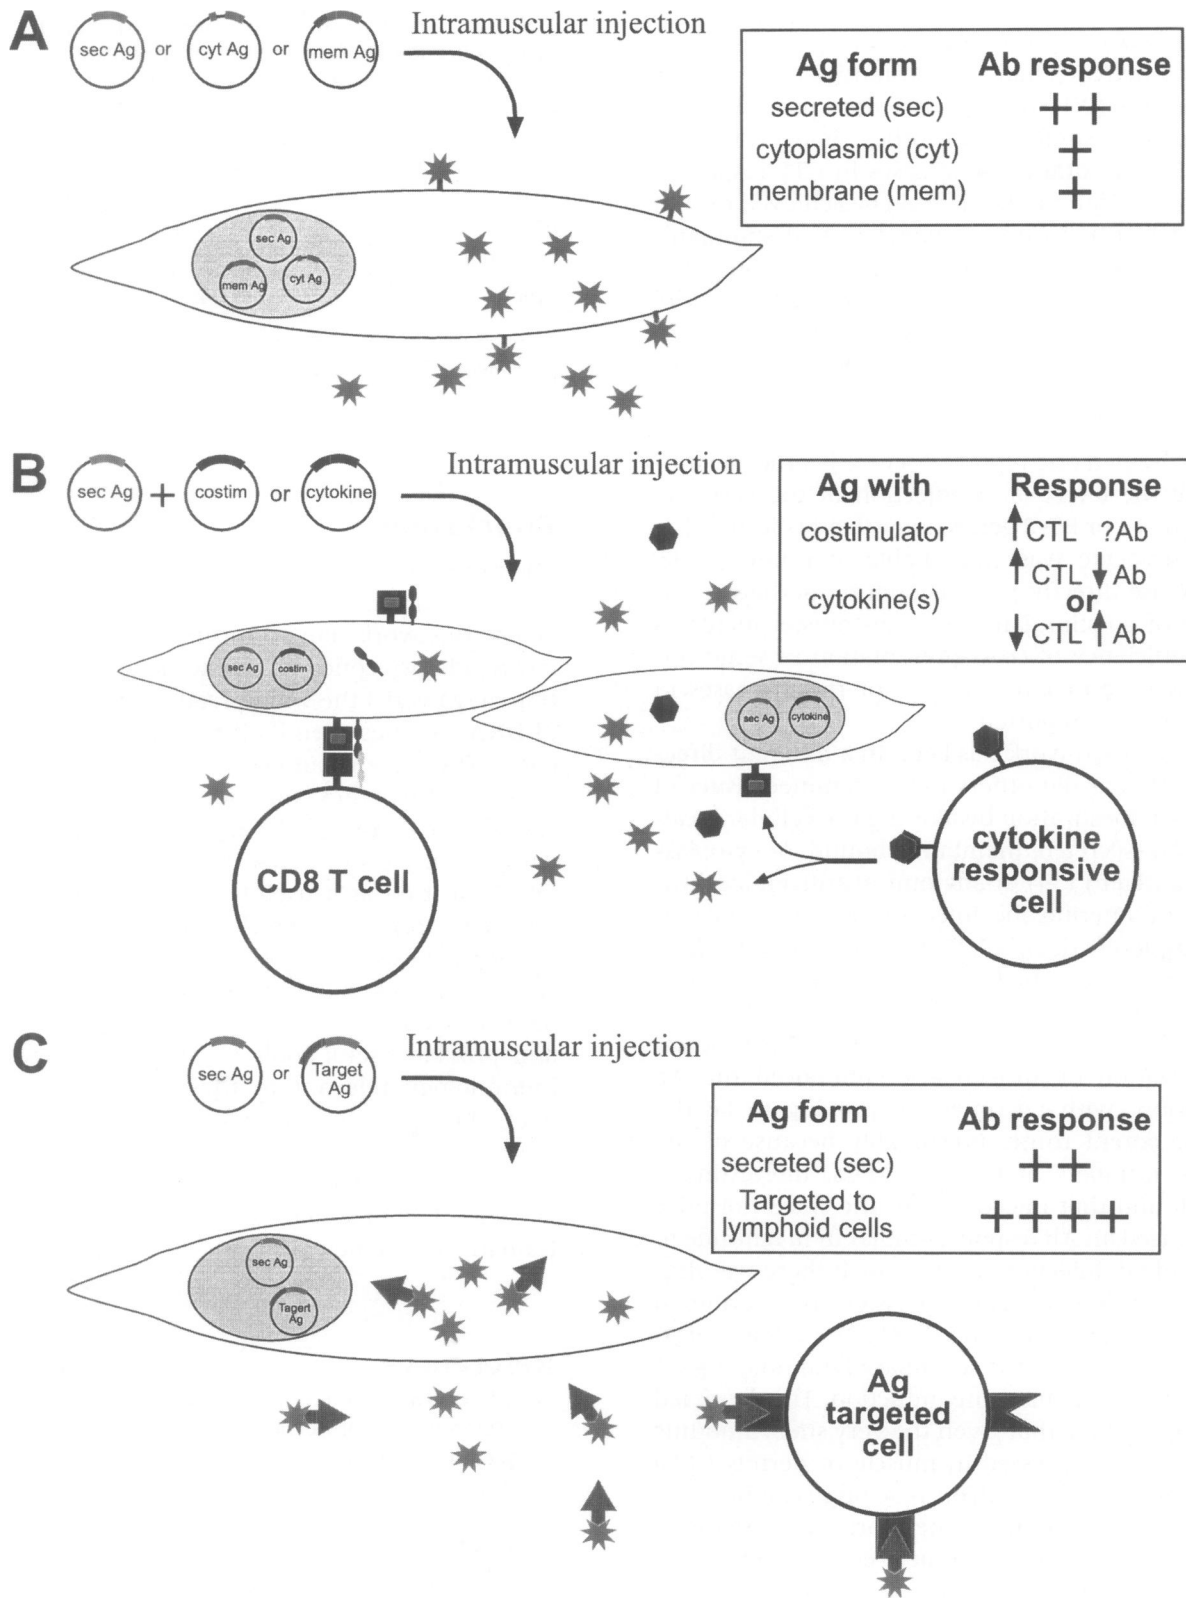 A
sec Ag or cyt Ag or mem Ag
Intramuscular injection
Ag form Ab response
secreted (sec) ++
cytoplasmic (cyt) +
membrane (mem) +
sec Ag
mem Ag
cyt Ag
B
sec Ag + costim or cytokine
Intramuscular injection
Ag with Response
costimulator ↑CTL ?Ab
↑CTL ↓Ab
cytokine(s) or
↓CTL ↑Ab
sec Ag costim
sec Ag cytokine
CD8 T cell
cytokine
responsive
cell
C
sec Ag or Target
Ag
Intramuscular injection
Ag form Ab response
secreted (sec) ++
Targeted to
lymphoid cells ++++
sec Ag
Tagert
Ag
Ag
targeted
cell